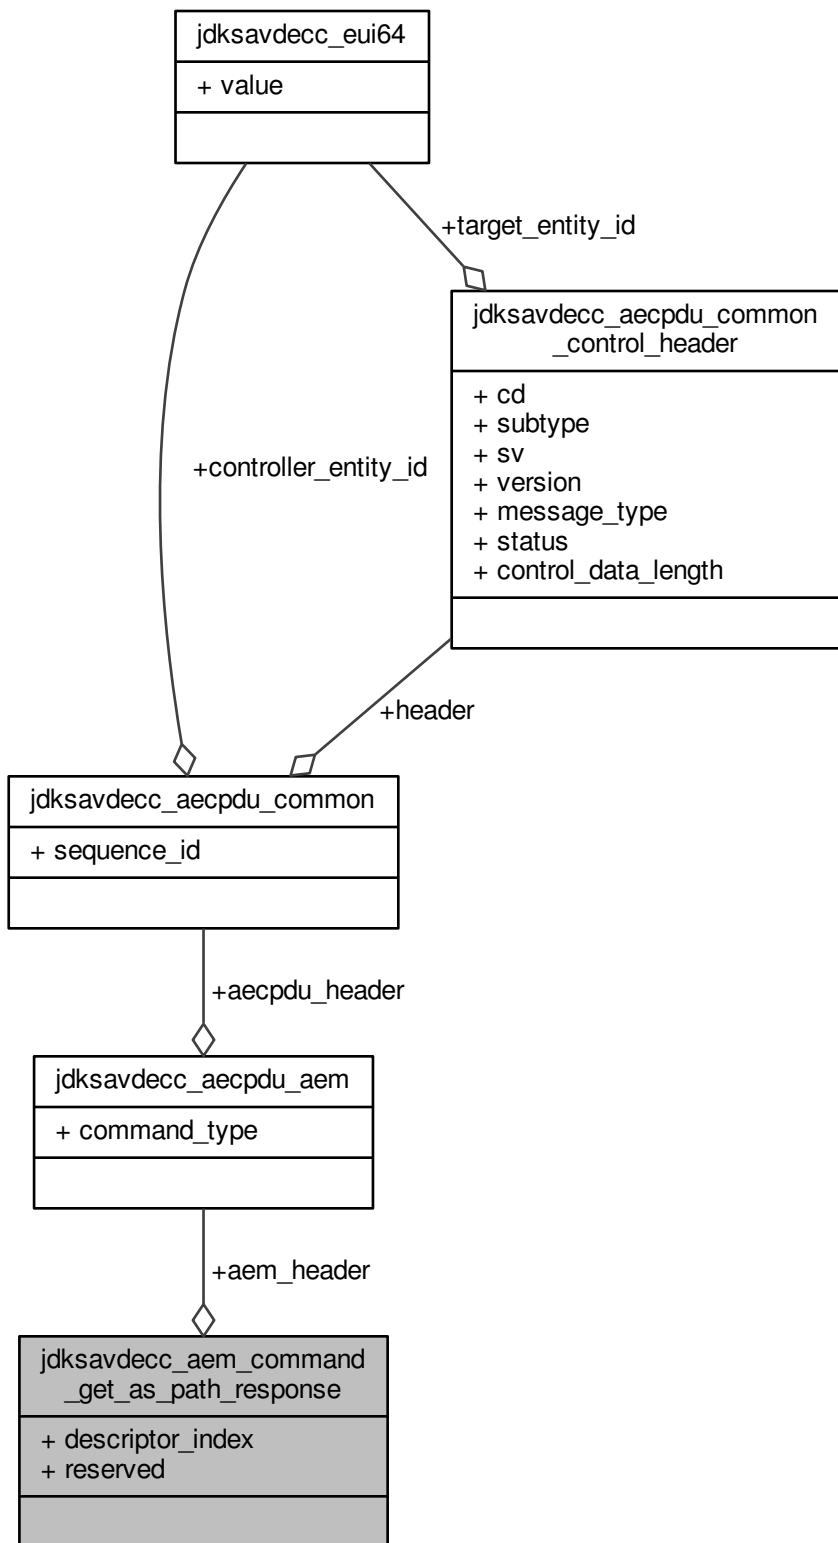 jdksavdecc_eui64
+ value
+target_entity_id
jdksavdecc_aecpdu_common
_control_header
+ cd
+ subtype
+ sv
+ version
+ message_type
+ status
+ control_data_length
+controller_entity_id
+header
jdksavdecc_aecpdu_common
+ sequence_id
+aecpdu_header
jdksavdecc_aecpdu_aem
+ command_type
+aem_header
jdksavdecc_aem_command
_get_as_path_response
+ descriptor_index
+ reserved